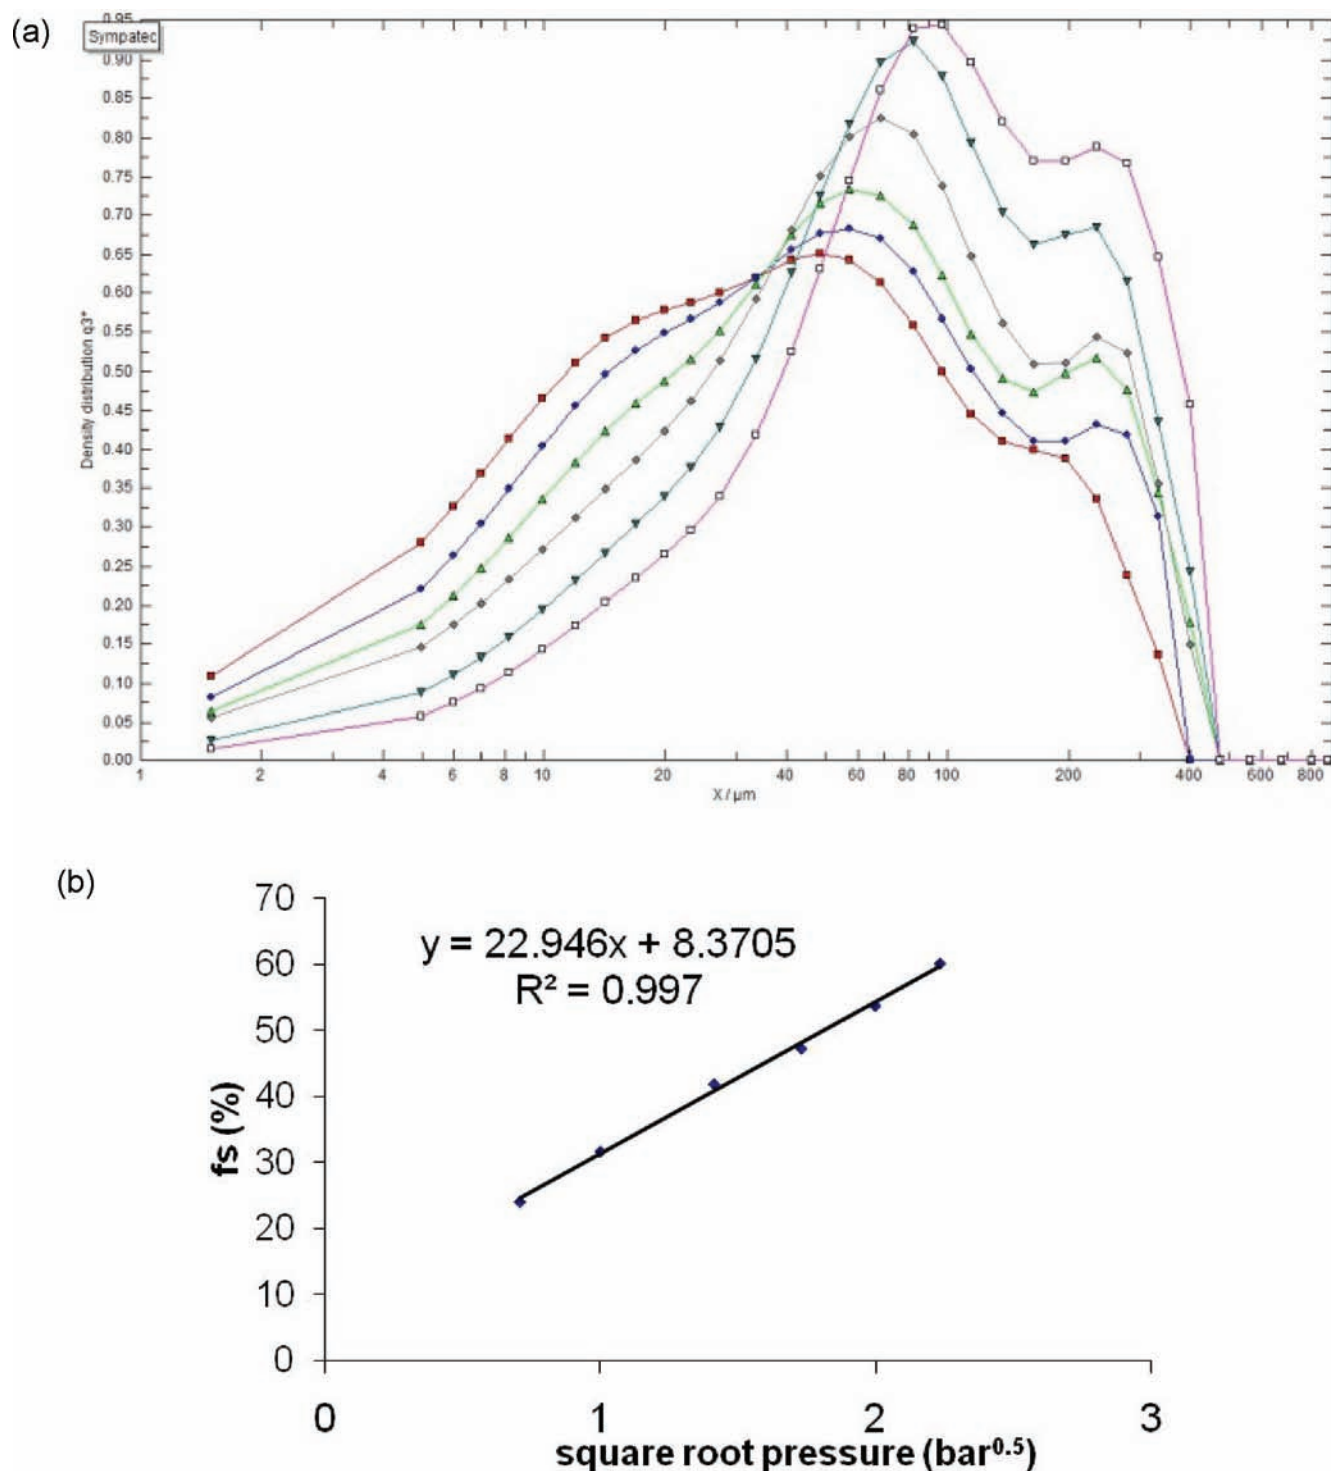 (a)
Sympatec
0.95
0.90
0.85
0.80
0.75
0.70
0.65
0.60
0.55
0.50
0.45
0.40
0.35
0.30
0.25
0.20
0.15
0.10
0.05
0.00
Density distribution q3*
1 2 4 6 8 10 20 40 60 80 100 200 400 600 800
X / µm
(b)
70
60
50
40
30
20
10
0
y = 22.946x + 8.3705
R² = 0.997
fs (%)
0 1 2 3
square root pressure (bar⁰·⁵)